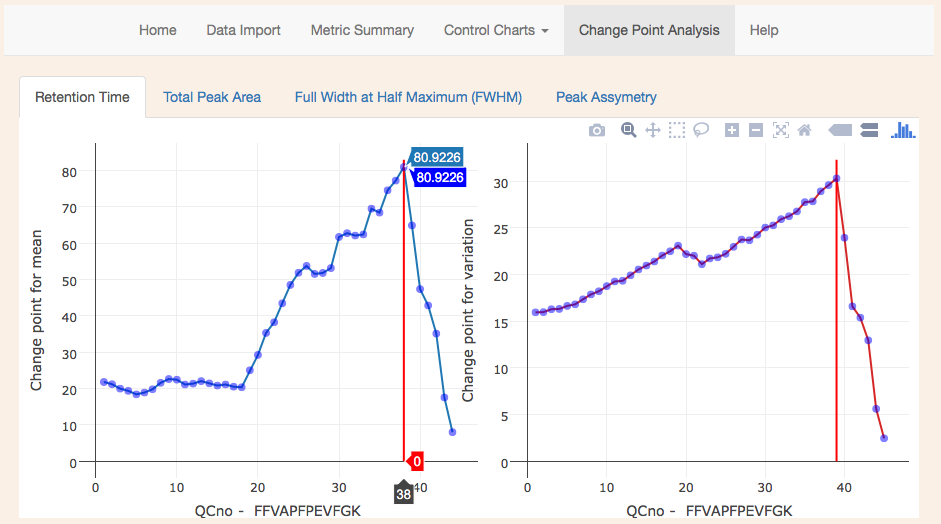 Home Data Import Metric Summary Control Charts Change Point Analysis Help
Retention Time Total Peak Area Full Width at Half Maximum (FWHM) Peak Assymetry
Change point for mean
80
70
60
50
40
30
20
10
0
80.9226
80.9226
0
38
0 10 20 30 40
QCno - FFVAPFPEVFGK
Change point for variation
30
25
20
15
10
5
0
0 10 20 30 40
QCno - FFVAPFPEVFGK